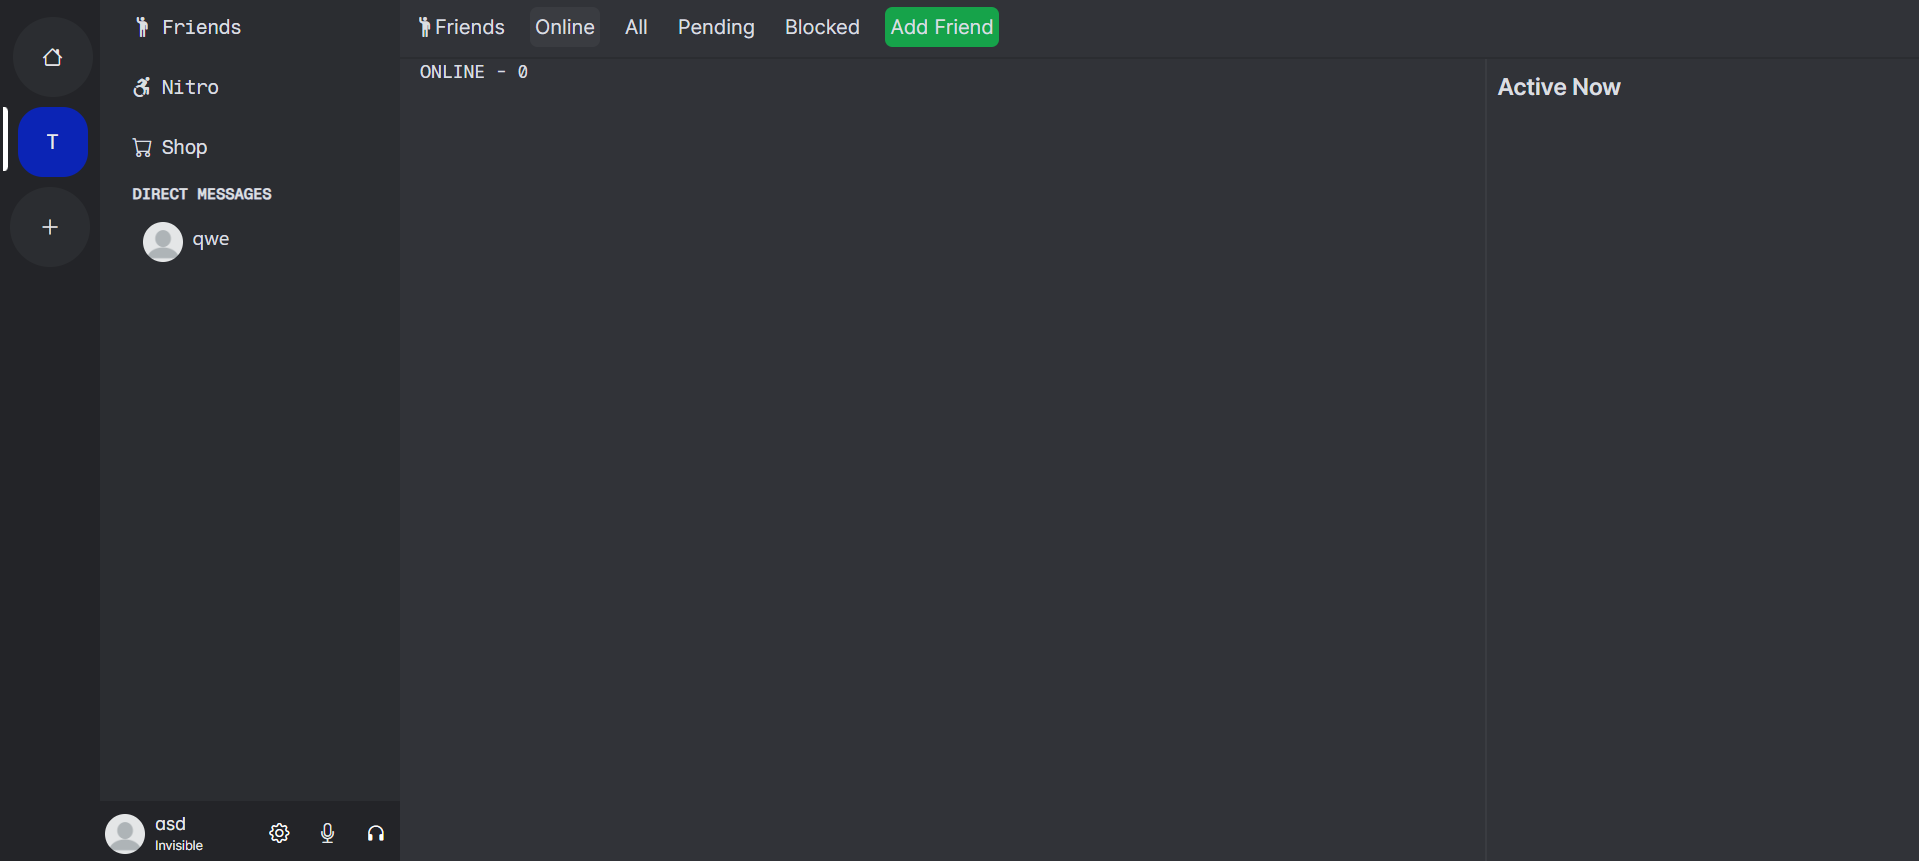 T
+
Friends
Nitro
Shop
DIRECT MESSAGES
qwe
asd
Invisible
Friends Online All Pending Blocked Add Friend
ONLINE - 0
Active Now